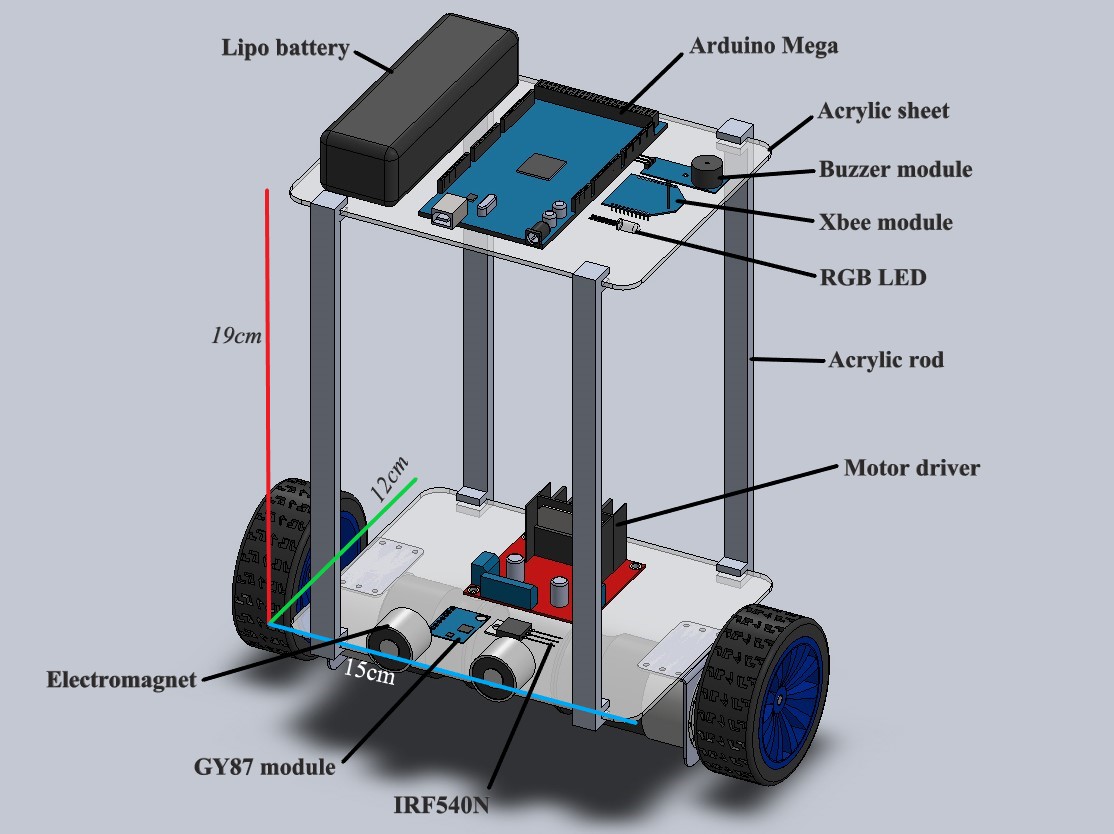 Lipo battery
Arduino Mega
Acrylic sheet
Buzzer module
Xbee module
RGB LED
19cm
Acrylic rod
12cm
Motor driver
15cm
Electromagnet
GY87 module
IRF540N